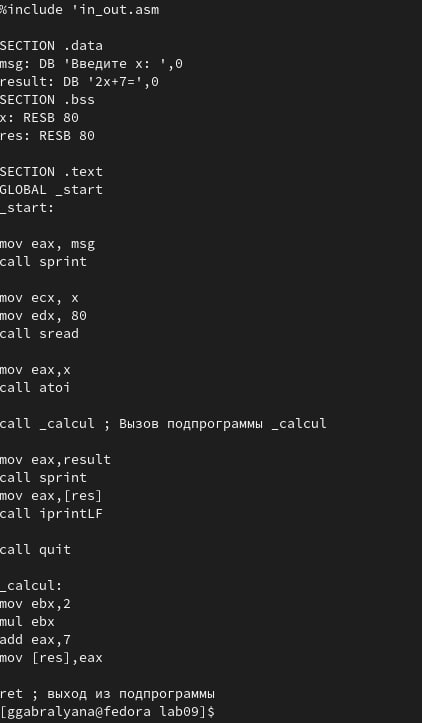 %include 'in_out.asm
SECTION .data
msg: DB 'Введите x: ',0
result: DB '2x+7=',0
SECTION .bss
x: RESB 80
res: RESB 80
SECTION .text
GLOBAL _start
_start:
mov eax, msg
call sprint
mov ecx, x
mov edx, 80
call sread
mov eax,x
call atoi
call _calcul ; Вызов подпрограммы _calcul
mov eax,result
call sprint
mov eax,[res]
call iprintLF
call quit
_calcul:
mov ebx,2
mul ebx
add eax,7
mov [res],eax
ret ; выход из подпрограммы
[ggabralyana@fedora lab09]$